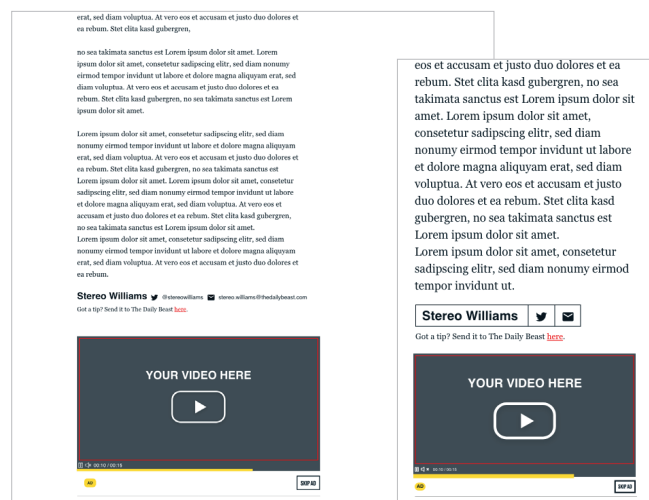 erat, sed diam voluptua. At vero eos et accusam et justo duo dolores et
ea rebum. Stet clita kasd gubergren,
no sea takimata sanctus est Lorem ipsum dolor sit amet. Lorem
ipsum dolor sit amet, consetetur sadipscing elitr, sed diam nonumy
eirmod tempor invidunt ut labore et dolore magna aliquyam erat, sed
diam voluptua. At vero eos et accusam et justo duo dolores et ea
rebum. Stet clita kasd gubergren, no sea takimata sanctus est Lorem
ipsum dolor sit amet.
Lorem ipsum dolor sit amet, consetetur sadipscing elitr, sed diam
nonumy eirmod tempor invidunt ut labore et dolore magna aliquyam
erat, sed diam voluptua. At vero eos et accusam et justo duo dolores et
ea rebum. Stet clita kasd gubergren, no sea takimata sanctus est
Lorem ipsum dolor sit amet. Lorem ipsum dolor sit amet, consetetur
sadipscing elitr, sed diam nonumy eirmod tempor invidunt ut labore
et dolore magna aliquyam erat, sed diam voluptua. At vero eos et
accusam et justo duo dolores et ea rebum. Stet clita kasd gubergren,
no sea takimata sanctus est Lorem ipsum dolor sit amet.
Lorem ipsum dolor sit amet, consetetur sadipscing elitr, sed diam
nonumy eirmod tempor invidunt ut labore et dolore magna aliquyam
erat, sed diam voluptua. At vero eos et accusam et justo duo dolores et
ea rebum.
Stereo Williams @stereowilliams stereo.williams@thedailybeast.com
Got a tip? Send it to The Daily Beast here.
YOUR VIDEO HERE
00:10 / 00:18
AD
SKIP AD
eos et accusam et justo duo dolores et ea
rebum. Stet clita kasd gubergren, no sea
takimata sanctus est Lorem ipsum dolor sit
amet. Lorem ipsum dolor sit amet,
consetetur sadipscing elitr, sed diam
nonumy eirmod tempor invidunt ut labore
et dolore magna aliquyam erat, sed diam
voluptua. At vero eos et accusam et justo
duo dolores et ea rebum. Stet clita kasd
gubergren, no sea takimata sanctus est
Lorem ipsum dolor sit amet.
Lorem ipsum dolor sit amet, consetetur
sadipscing elitr, sed diam nonumy eirmod
tempor invidunt ut.
Stereo Williams
Got a tip? Send it to The Daily Beast here.
YOUR VIDEO HERE
00:10 / 00:18
AD
SKIP AD